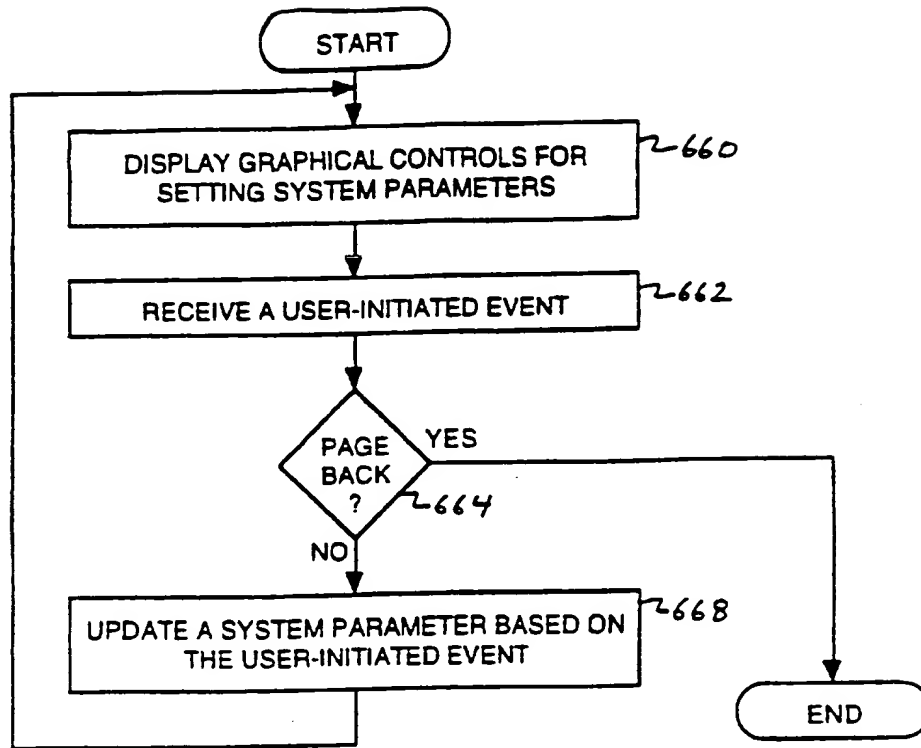 START
DISPLAY GRAPHICAL CONTROLS FOR
SETTING SYSTEM PARAMETERS
660
RECEIVE A USER-INITIATED EVENT
662
PAGE
BACK
?
YES
664
NO
UPDATE A SYSTEM PARAMETER BASED ON
THE USER-INITIATED EVENT
668
END